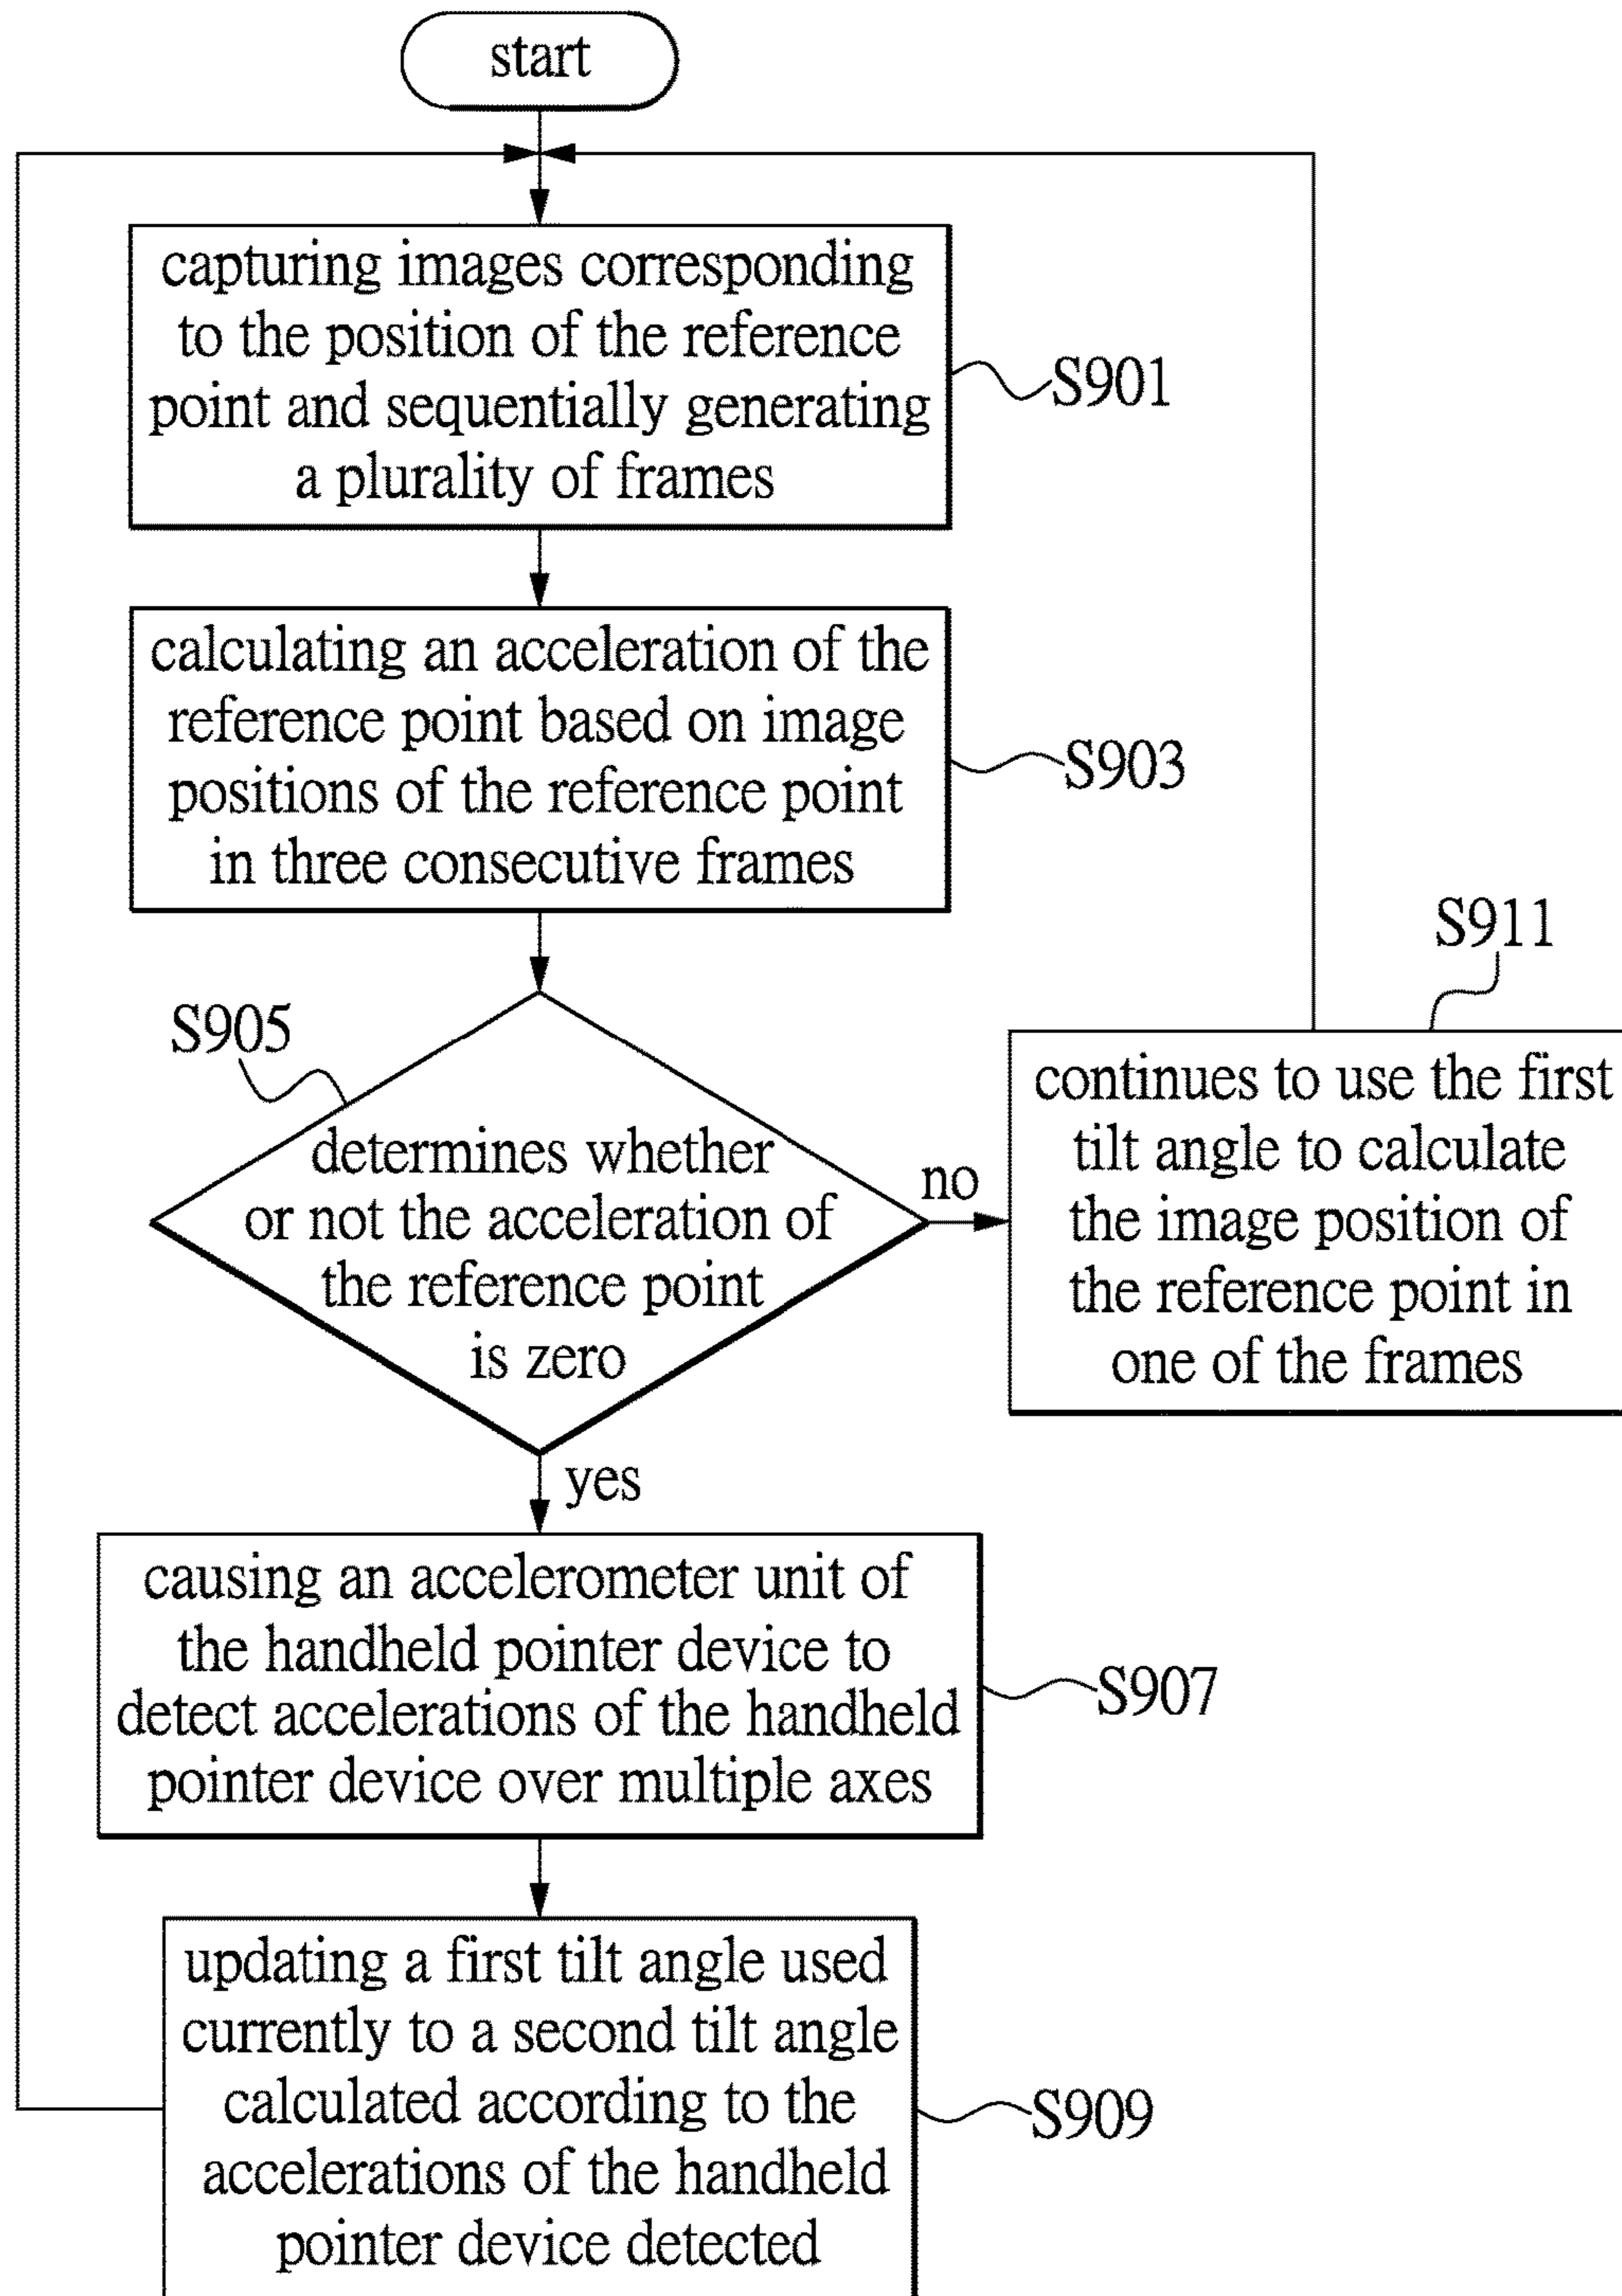 start
capturing images corresponding
to the position of the reference
point and sequentially generating
a plurality of frames
S901
calculating an acceleration of the
reference point based on image
positions of the reference point
in three consecutive frames
S903
S905
determines whether
or not the acceleration of
the reference point
is zero
no
S911
continues to use the first
tilt angle to calculate
the image position of
the reference point in
one of the frames
yes
causing an accelerometer unit of
the handheld pointer device to
detect accelerations of the handheld
pointer device over multiple axes
S907
updating a first tilt angle used
currently to a second tilt angle
calculated according to the
accelerations of the handheld
pointer device detected
S909